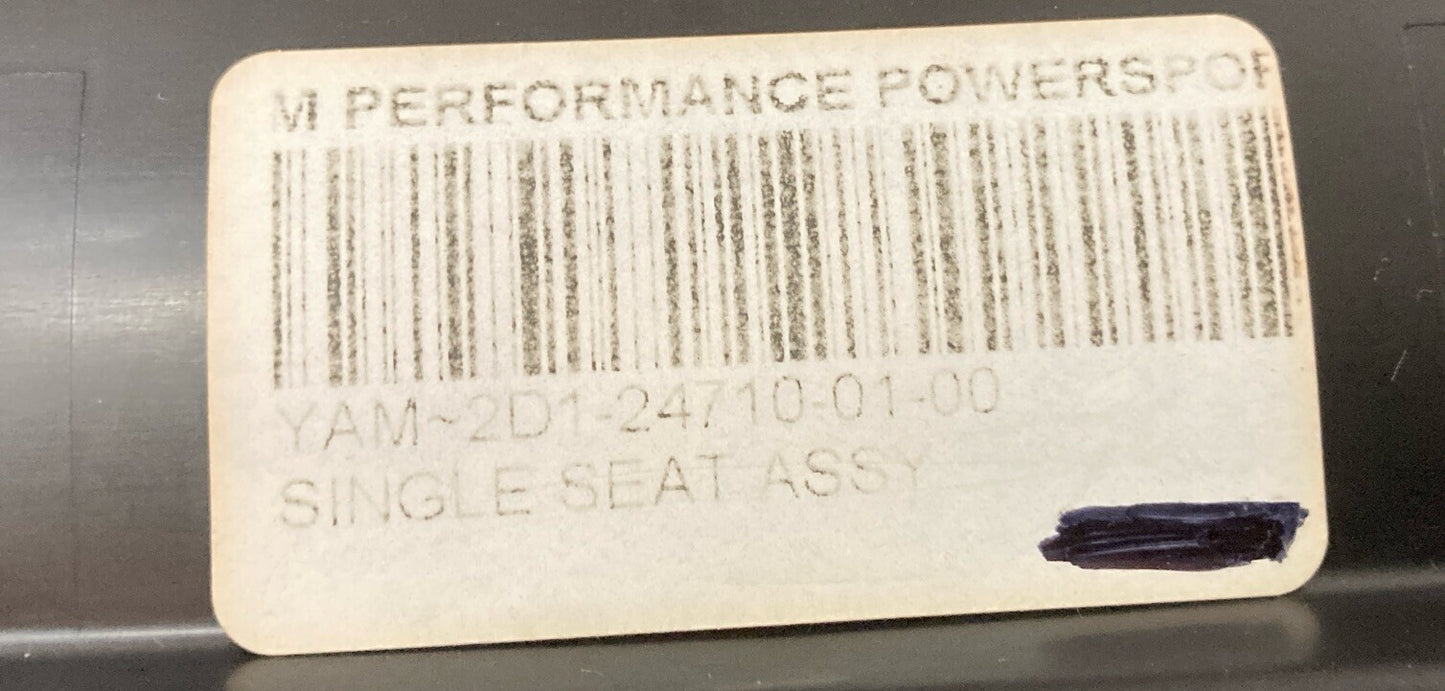 M PERFORMANCE POWERSPOR
YAM~2D1-24710-01-00
SINGLE SEAT ASSY